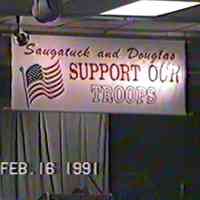 Saugatuck and Douglas
SUPPORT OUR
TROOPS
FEB. 16 1991